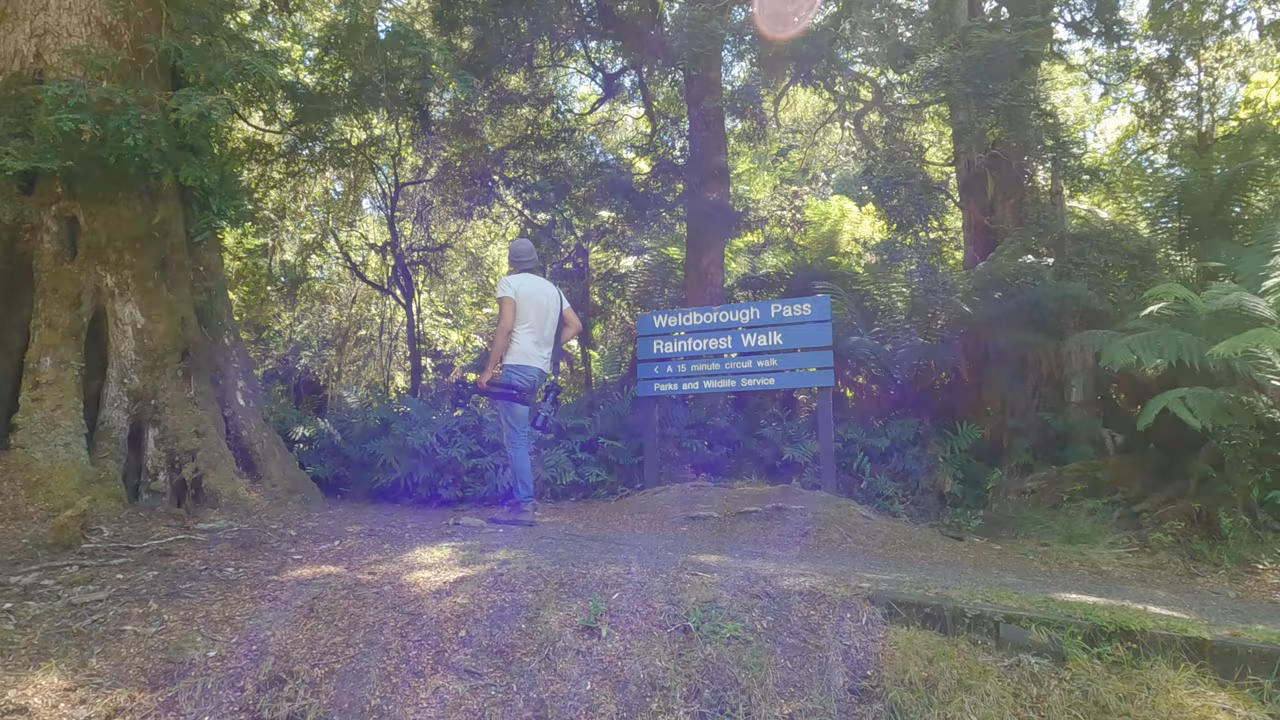 Weldborough Pass
Rainforest Walk
< A 15 minute circuit walk
Parks and Wildlife Service